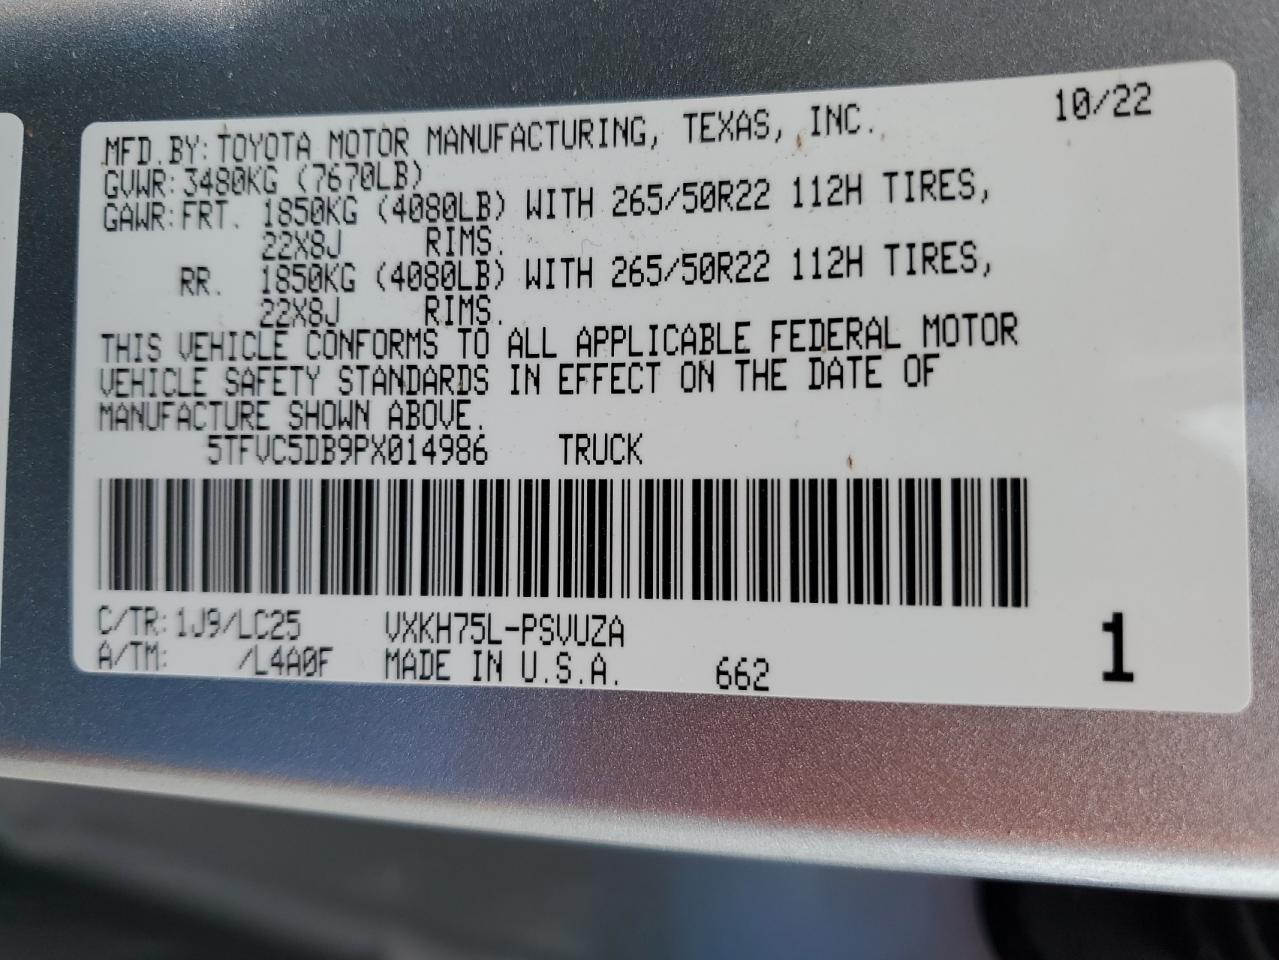 MFD. BY: TOYOTA MOTOR MANUFACTURING, TEXAS, INC. 10/22
GVWR: 3480KG (7670LB)
GAWR: FRT. 1850KG (4080LB) WITH 265/50R22 112H TIRES,
22X8J RIMS.
RR. 1850KG (4080LB) WITH 265/50R22 112H TIRES,
22X8J RIMS.
THIS VEHICLE CONFORMS TO ALL APPLICABLE FEDERAL MOTOR
VEHICLE SAFETY STANDARDS IN EFFECT ON THE DATE OF
MANUFACTURE SHOWN ABOVE.
5TFVC5DB9PX014986 TRUCK
C/TR: 1J9/LC25 VXKH75L-PSVUZA
A/TM: /L4A0F MADE IN U.S.A. 662 1